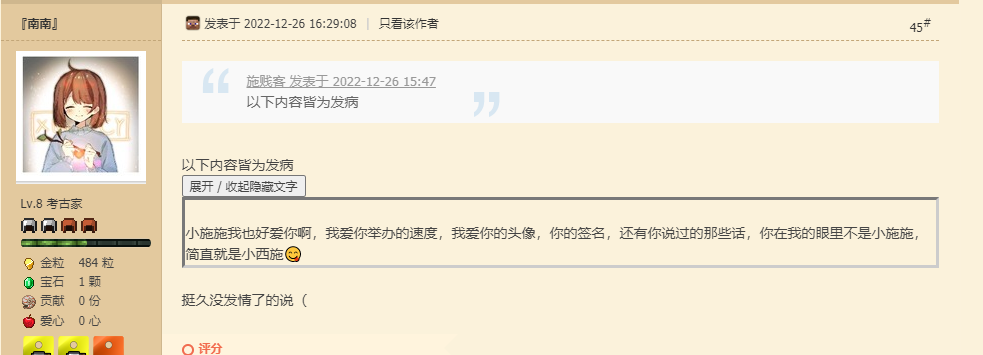 『南南』
发表于 2022-12-26 16:29:08 | 只看该作者
45#
施贱客 发表于 2022-12-26 15:47
以下内容皆为发病
以下内容皆为发病
展开 / 收起隐藏文字
小施施我也好爱你啊，我爱你举办的速度，我爱你的头像，你的签名，还有你说过的那些话，你在我的眼里不是小施施，
简直就是小西施😋
挺久没发情了的说（
Lv.8 考古家
金粒 484 粒
宝石 1 颗
贡献 0 份
爱心 0 心
评分